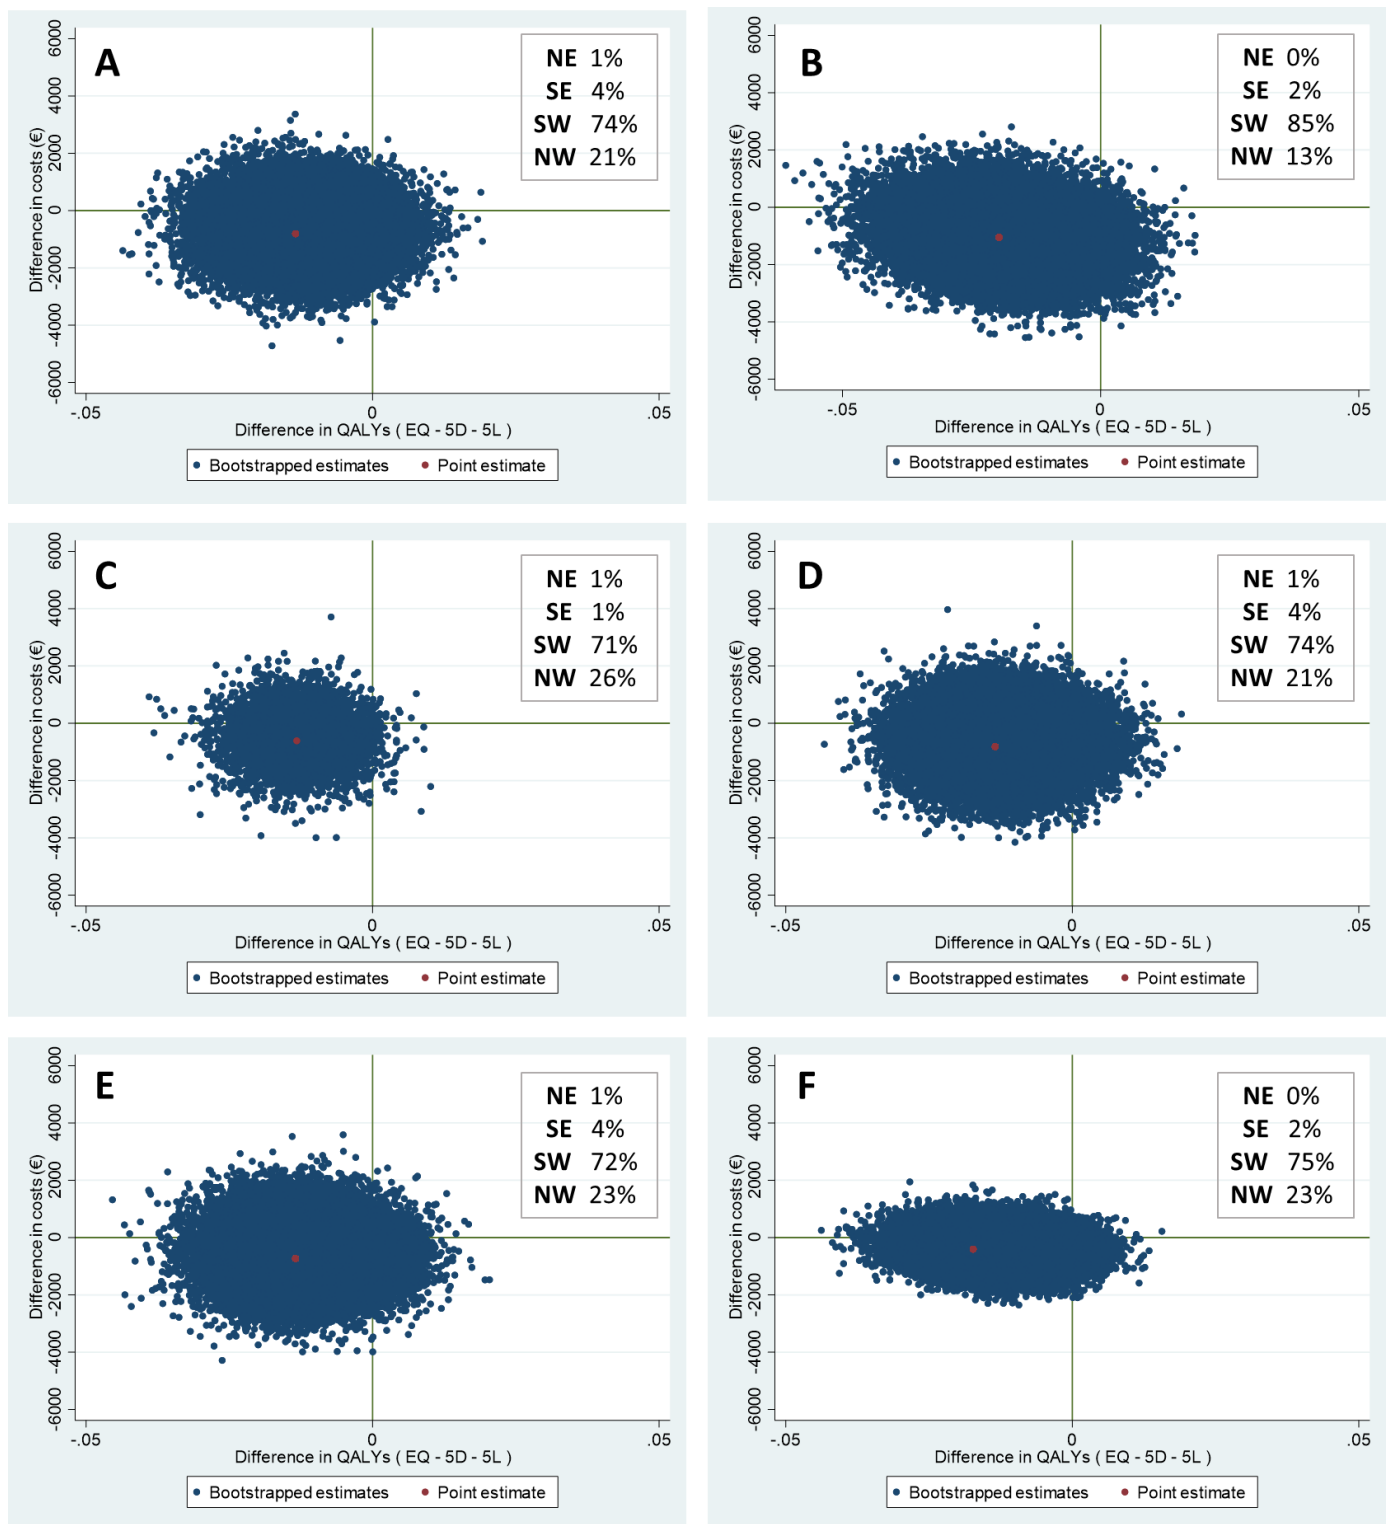 A
NE 1%
SE 4%
SW 74%
NW 21%
Difference in costs (€)
6000
4000
2000
0
-2000
-4000
-6000
-.05 0 .05
Difference in QALYs ( EQ - 5D - 5L )
Bootstrapped estimates Point estimate
B
NE 0%
SE 2%
SW 85%
NW 13%
Difference in costs (€)
6000
4000
2000
0
-2000
-4000
-6000
-.05 0 .05
Difference in QALYs ( EQ - 5D - 5L )
Bootstrapped estimates Point estimate
C
NE 1%
SE 1%
SW 71%
NW 26%
Difference in costs (€)
6000
4000
2000
0
-2000
-4000
-6000
-.05 0 .05
Difference in QALYs ( EQ - 5D - 5L )
Bootstrapped estimates Point estimate
D
NE 1%
SE 4%
SW 74%
NW 21%
Difference in costs (€)
6000
4000
2000
0
-2000
-4000
-6000
-.05 0 .05
Difference in QALYs ( EQ - 5D - 5L )
Bootstrapped estimates Point estimate
E
NE 1%
SE 4%
SW 72%
NW 23%
Difference in costs (€)
6000
4000
2000
0
-2000
-4000
-6000
-.05 0 .05
Difference in QALYs ( EQ - 5D - 5L )
Bootstrapped estimates Point estimate
F
NE 0%
SE 2%
SW 75%
NW 23%
Difference in costs (€)
6000
4000
2000
0
-2000
-4000
-6000
-.05 0 .05
Difference in QALYs ( EQ - 5D - 5L )
Bootstrapped estimates Point estimate